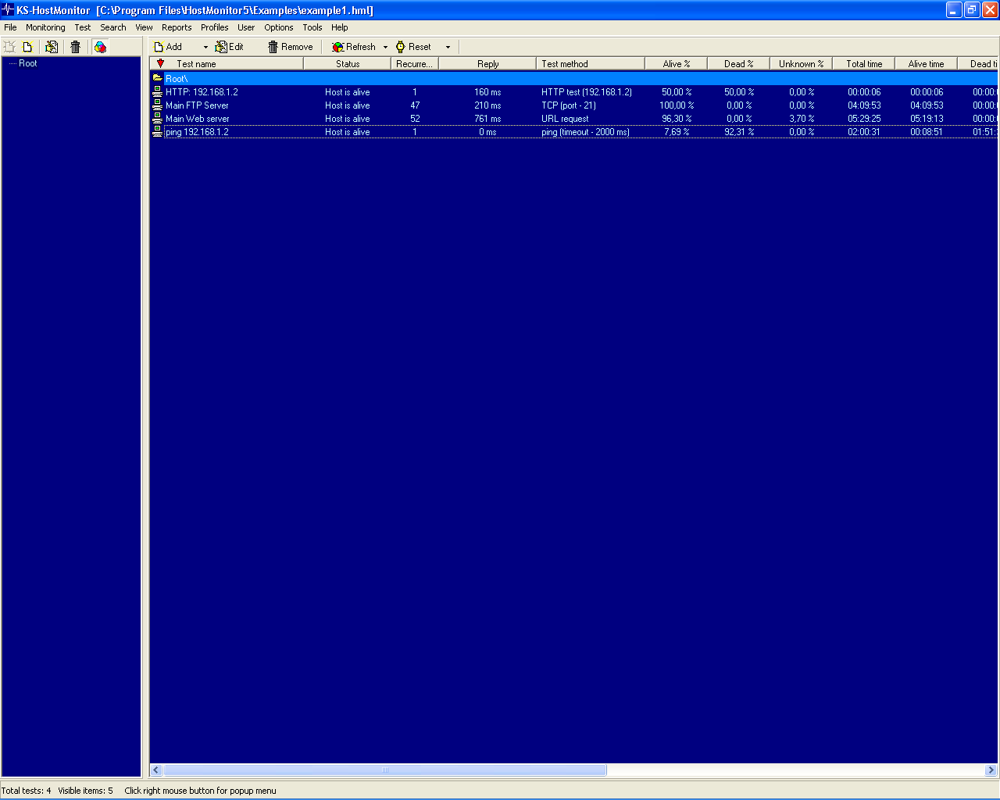 KS-HostMonitor [C:\Program Files\HostMonitor5\Examples\example1.hml]
File Monitoring Test Search View Reports Profiles User Options Tools Help
Add Edit Remove Refresh Reset
Root
Test name Status Recurre... Reply Test method Alive % Dead % Unknown % Total time Alive time Dead ti
Root\
HTTP: 192.168.1.2 Host is alive 1 160 ms HTTP test (192.168.1.2) 50,00 % 50,00 % 0,00 % 00:00:06 00:00:06 00:00:
Main FTP Server Host is alive 47 210 ms TCP (port - 21) 100,00 % 0,00 % 0,00 % 04:09:53 04:09:53 00:00:
Main Web server Host is alive 52 761 ms URL request 96,30 % 0,00 % 3,70 % 05:29:25 05:19:13 00:00:
ping 192.168.1.2 Host is alive 1 0 ms ping (timeout - 2000 ms) 7,69 % 92,31 % 0,00 % 02:00:31 00:08:51 01:51:
Total tests: 4 Visible items: 5 Click right mouse button for popup menu